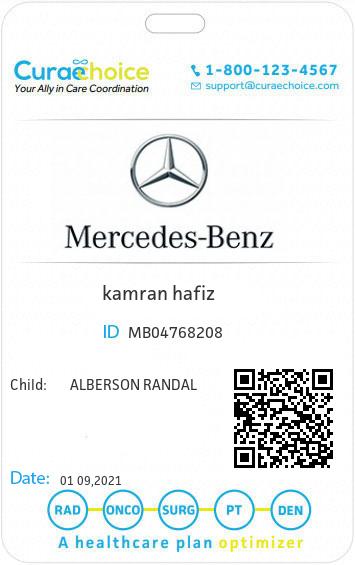 Curaechoice
Your Ally in Care Coordination
1-800-123-4567
support@curaechoice.com
Mercedes-Benz
kamran hafiz
ID MB04768208
Child: ALBERSON RANDAL
Date: 01 09,2021
RAD ONCO SURG PT DEN
A healthcare plan optimizer